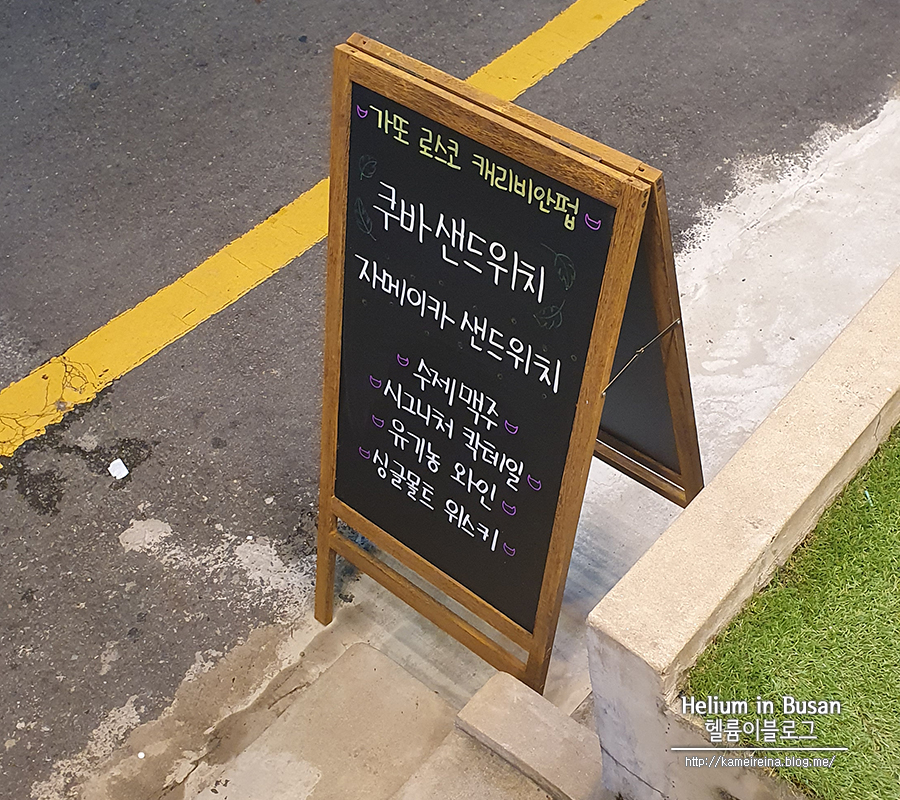 가또 로스코 캐리비안펍
쿠바 샌드위치
자메이카 샌드위치
수제맥주
시그니처 칵테일
유기농 와인
싱글몰트 위스키
Helium in Busan
헬륨이블로그
http://kameireina.blog.me/